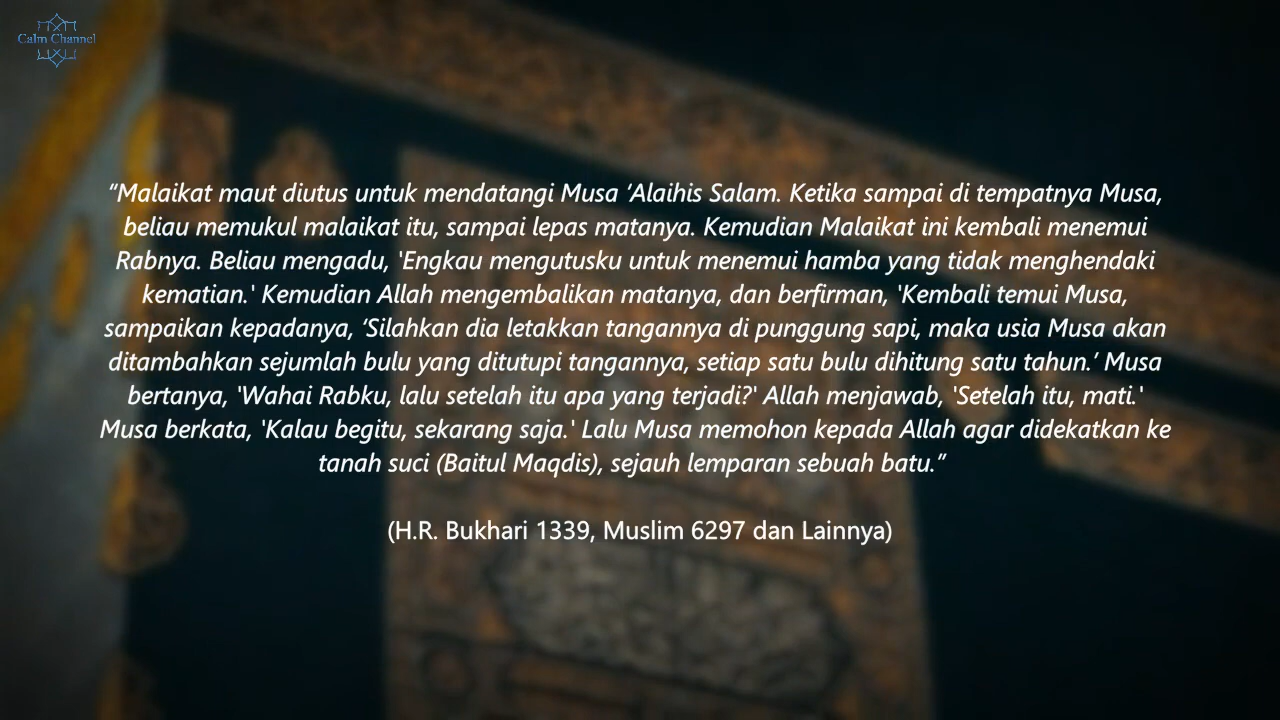 Calm Channel
“Malaikat maut diutus untuk mendatangi Musa ‘Alaihis Salam. Ketika sampai di tempatnya Musa,
beliau memukul malaikat itu, sampai lepas matanya. Kemudian Malaikat ini kembali menemui
Rabnya. Beliau mengadu, 'Engkau mengutusku untuk menemui hamba yang tidak menghendaki
kematian.' Kemudian Allah mengembalikan matanya, dan berfirman, 'Kembali temui Musa,
sampaikan kepadanya, ‘Silahkan dia letakkan tangannya di punggung sapi, maka usia Musa akan
ditambahkan sejumlah bulu yang ditutupi tangannya, setiap satu bulu dihitung satu tahun.’ Musa
bertanya, 'Wahai Rabku, lalu setelah itu apa yang terjadi?' Allah menjawab, 'Setelah itu, mati.'
Musa berkata, 'Kalau begitu, sekarang saja.' Lalu Musa memohon kepada Allah agar didekatkan ke
tanah suci (Baitul Maqdis), sejauh lemparan sebuah batu.”
(H.R. Bukhari 1339, Muslim 6297 dan Lainnya)